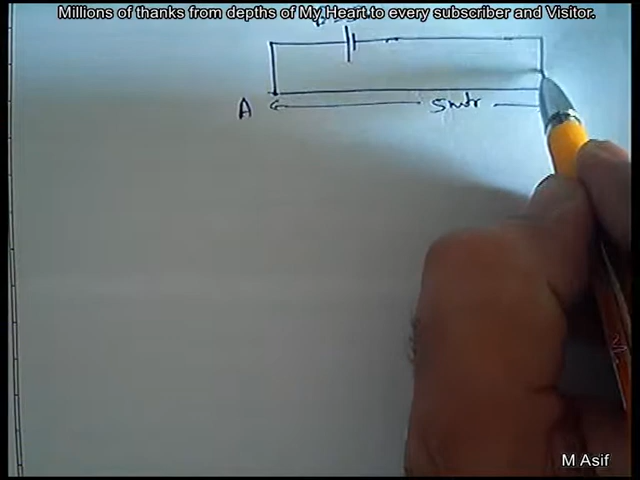 Millions of thanks from depths of My Heart to every subscriber and Visitor.
A
5mtr
M Asif